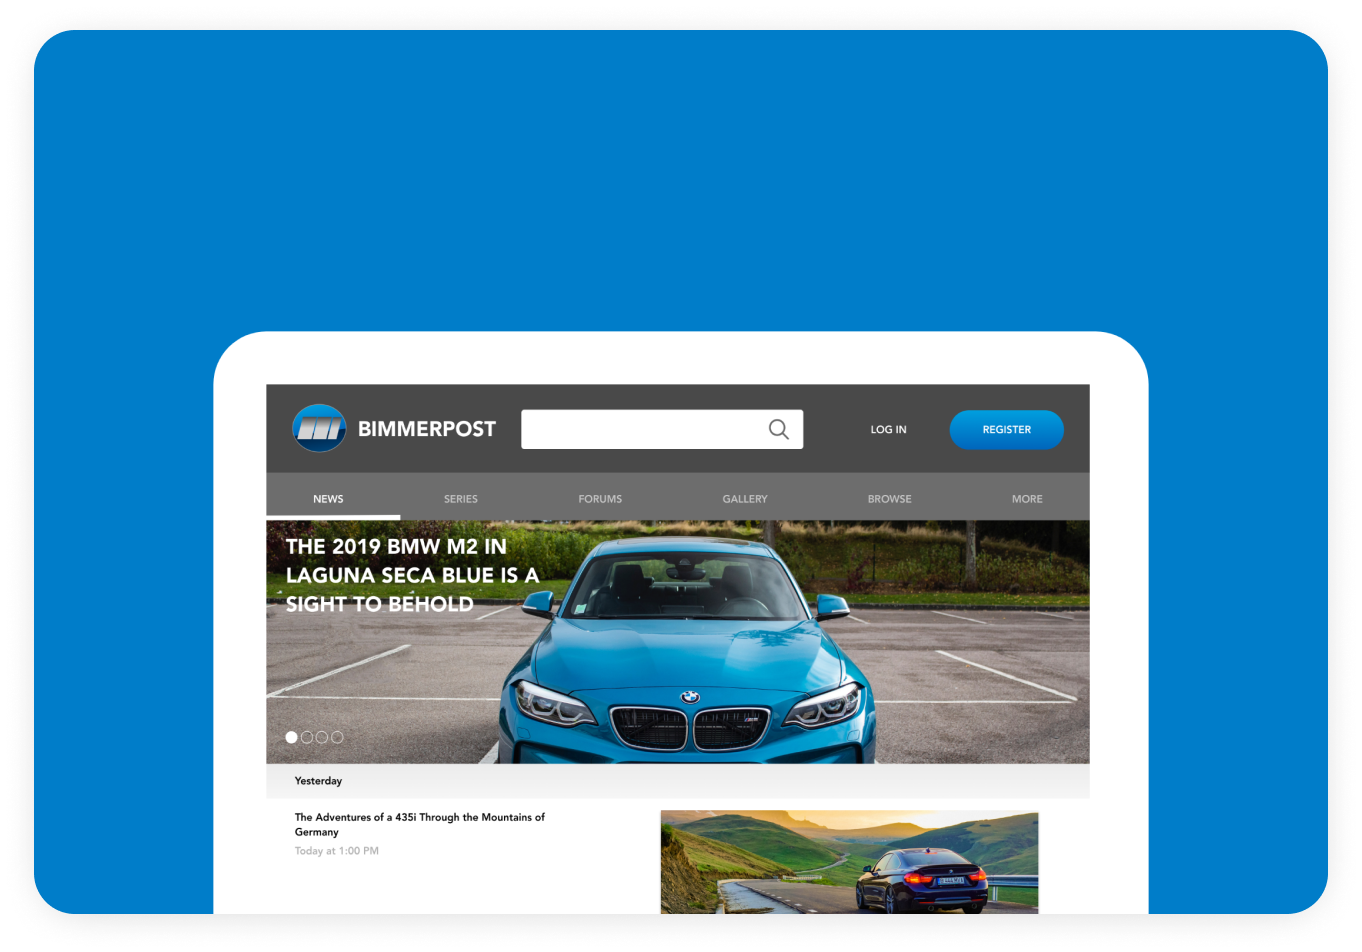 BIMMERPOST
LOG IN
REGISTER
NEWS
SERIES
FORUMS
GALLERY
BROWSE
MORE
THE 2019 BMW M2 IN
LAGUNA SECA BLUE IS A
SIGHT TO BEHOLD
Yesterday
The Adventures of a 435i Through the Mountains of
Germany
Today at 1:00 PM